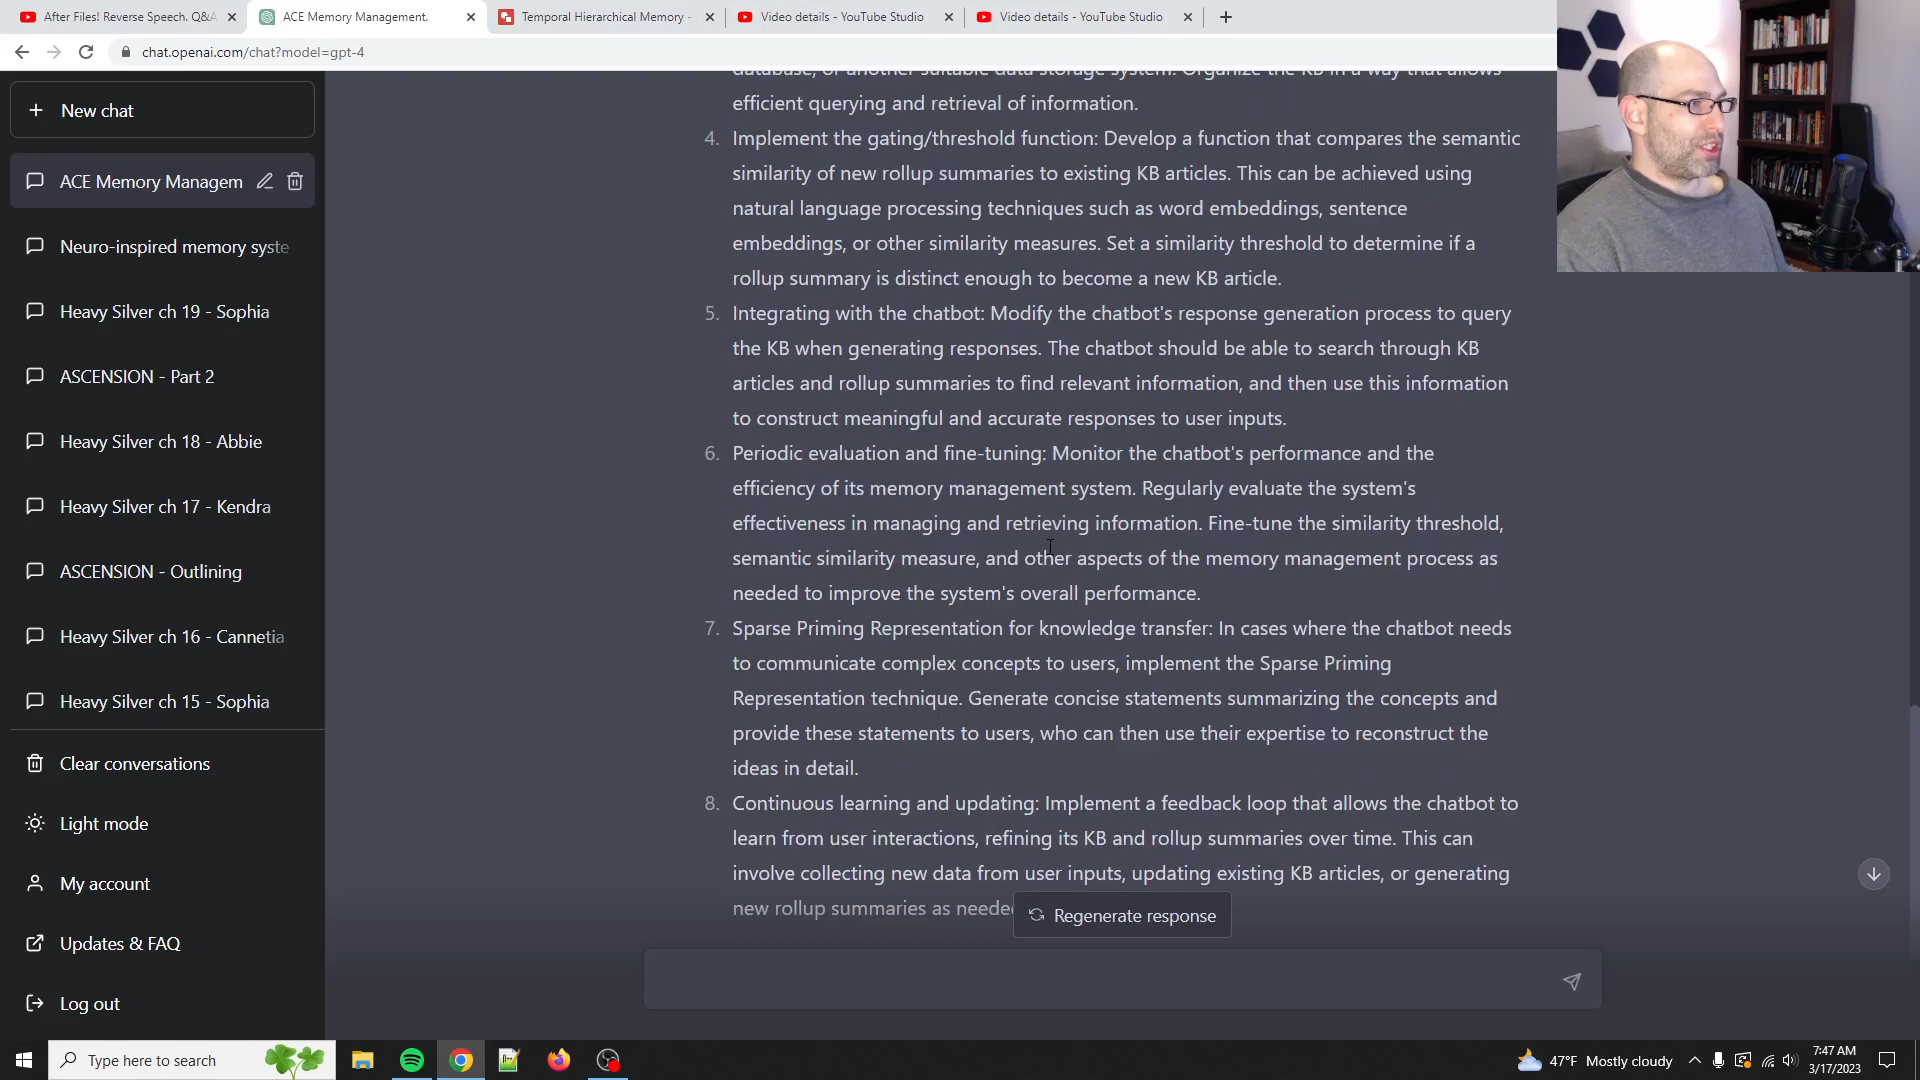 After Files! Reverse Speech. Q&A
ACE Memory Management.
Temporal Hierarchical Memory -
Video details - YouTube Studio
Video details - YouTube Studio
chat.openai.com/chat?model=gpt-4
New chat
ACE Memory Managem
Neuro-inspired memory syste
Heavy Silver ch 19 - Sophia
ASCENSION - Part 2
Heavy Silver ch 18 - Abbie
Heavy Silver ch 17 - Kendra
ASCENSION - Outlining
Heavy Silver ch 16 - Cannetia
Heavy Silver ch 15 - Sophia
Clear conversations
Light mode
My account
Updates & FAQ
Log out
database, or another suitable data storage system. Organize the KB in a way that allows
efficient querying and retrieval of information.
4. Implement the gating/threshold function: Develop a function that compares the semantic
similarity of new rollup summaries to existing KB articles. This can be achieved using
natural language processing techniques such as word embeddings, sentence
embeddings, or other similarity measures. Set a similarity threshold to determine if a
rollup summary is distinct enough to become a new KB article.
5. Integrating with the chatbot: Modify the chatbot's response generation process to query
the KB when generating responses. The chatbot should be able to search through KB
articles and rollup summaries to find relevant information, and then use this information
to construct meaningful and accurate responses to user inputs.
6. Periodic evaluation and fine-tuning: Monitor the chatbot's performance and the
efficiency of its memory management system. Regularly evaluate the system's
effectiveness in managing and retrieving information. Fine-tune the similarity threshold,
semantic similarity measure, and other aspects of the memory management process as
needed to improve the system's overall performance.
7. Sparse Priming Representation for knowledge transfer: In cases where the chatbot needs
to communicate complex concepts to users, implement the Sparse Priming
Representation technique. Generate concise statements summarizing the concepts and
provide these statements to users, who can then use their expertise to reconstruct the
ideas in detail.
8. Continuous learning and updating: Implement a feedback loop that allows the chatbot to
learn from user interactions, refining its KB and rollup summaries over time. This can
involve collecting new data from user inputs, updating existing KB articles, or generating
new rollup summaries as neede
Regenerate response
Type here to search
47°F Mostly cloudy
7:47 AM
3/17/2023